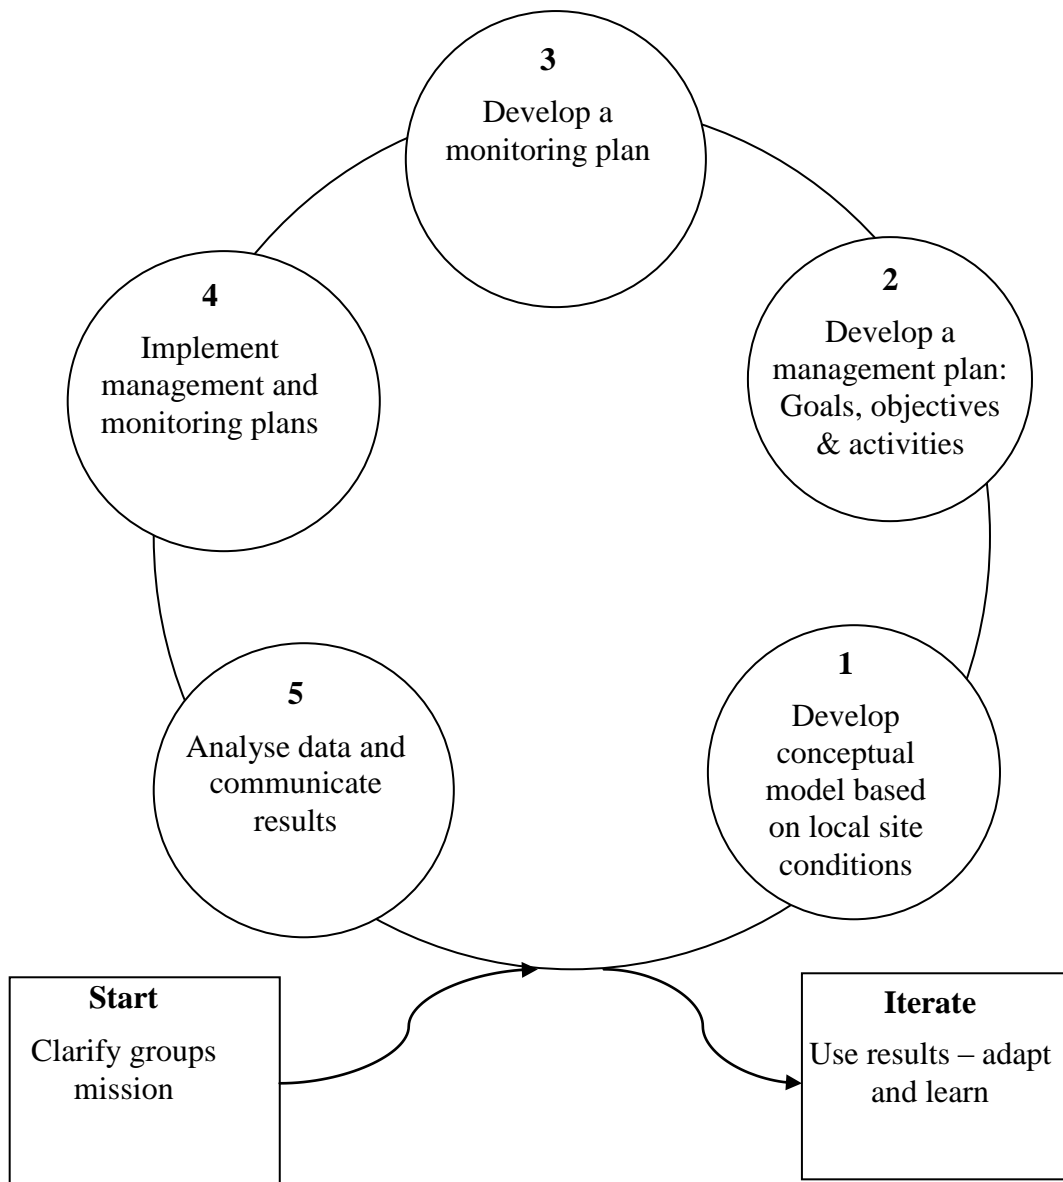 3
Develop a
monitoring plan
2
Develop a
management plan:
Goals, objectives
& activities
4
Implement
management and
monitoring plans
1
Develop
conceptual
model based
on local site
conditions
5
Analyse data and
communicate
results
Start
Clarify groups
mission
Iterate
Use results – adapt
and learn